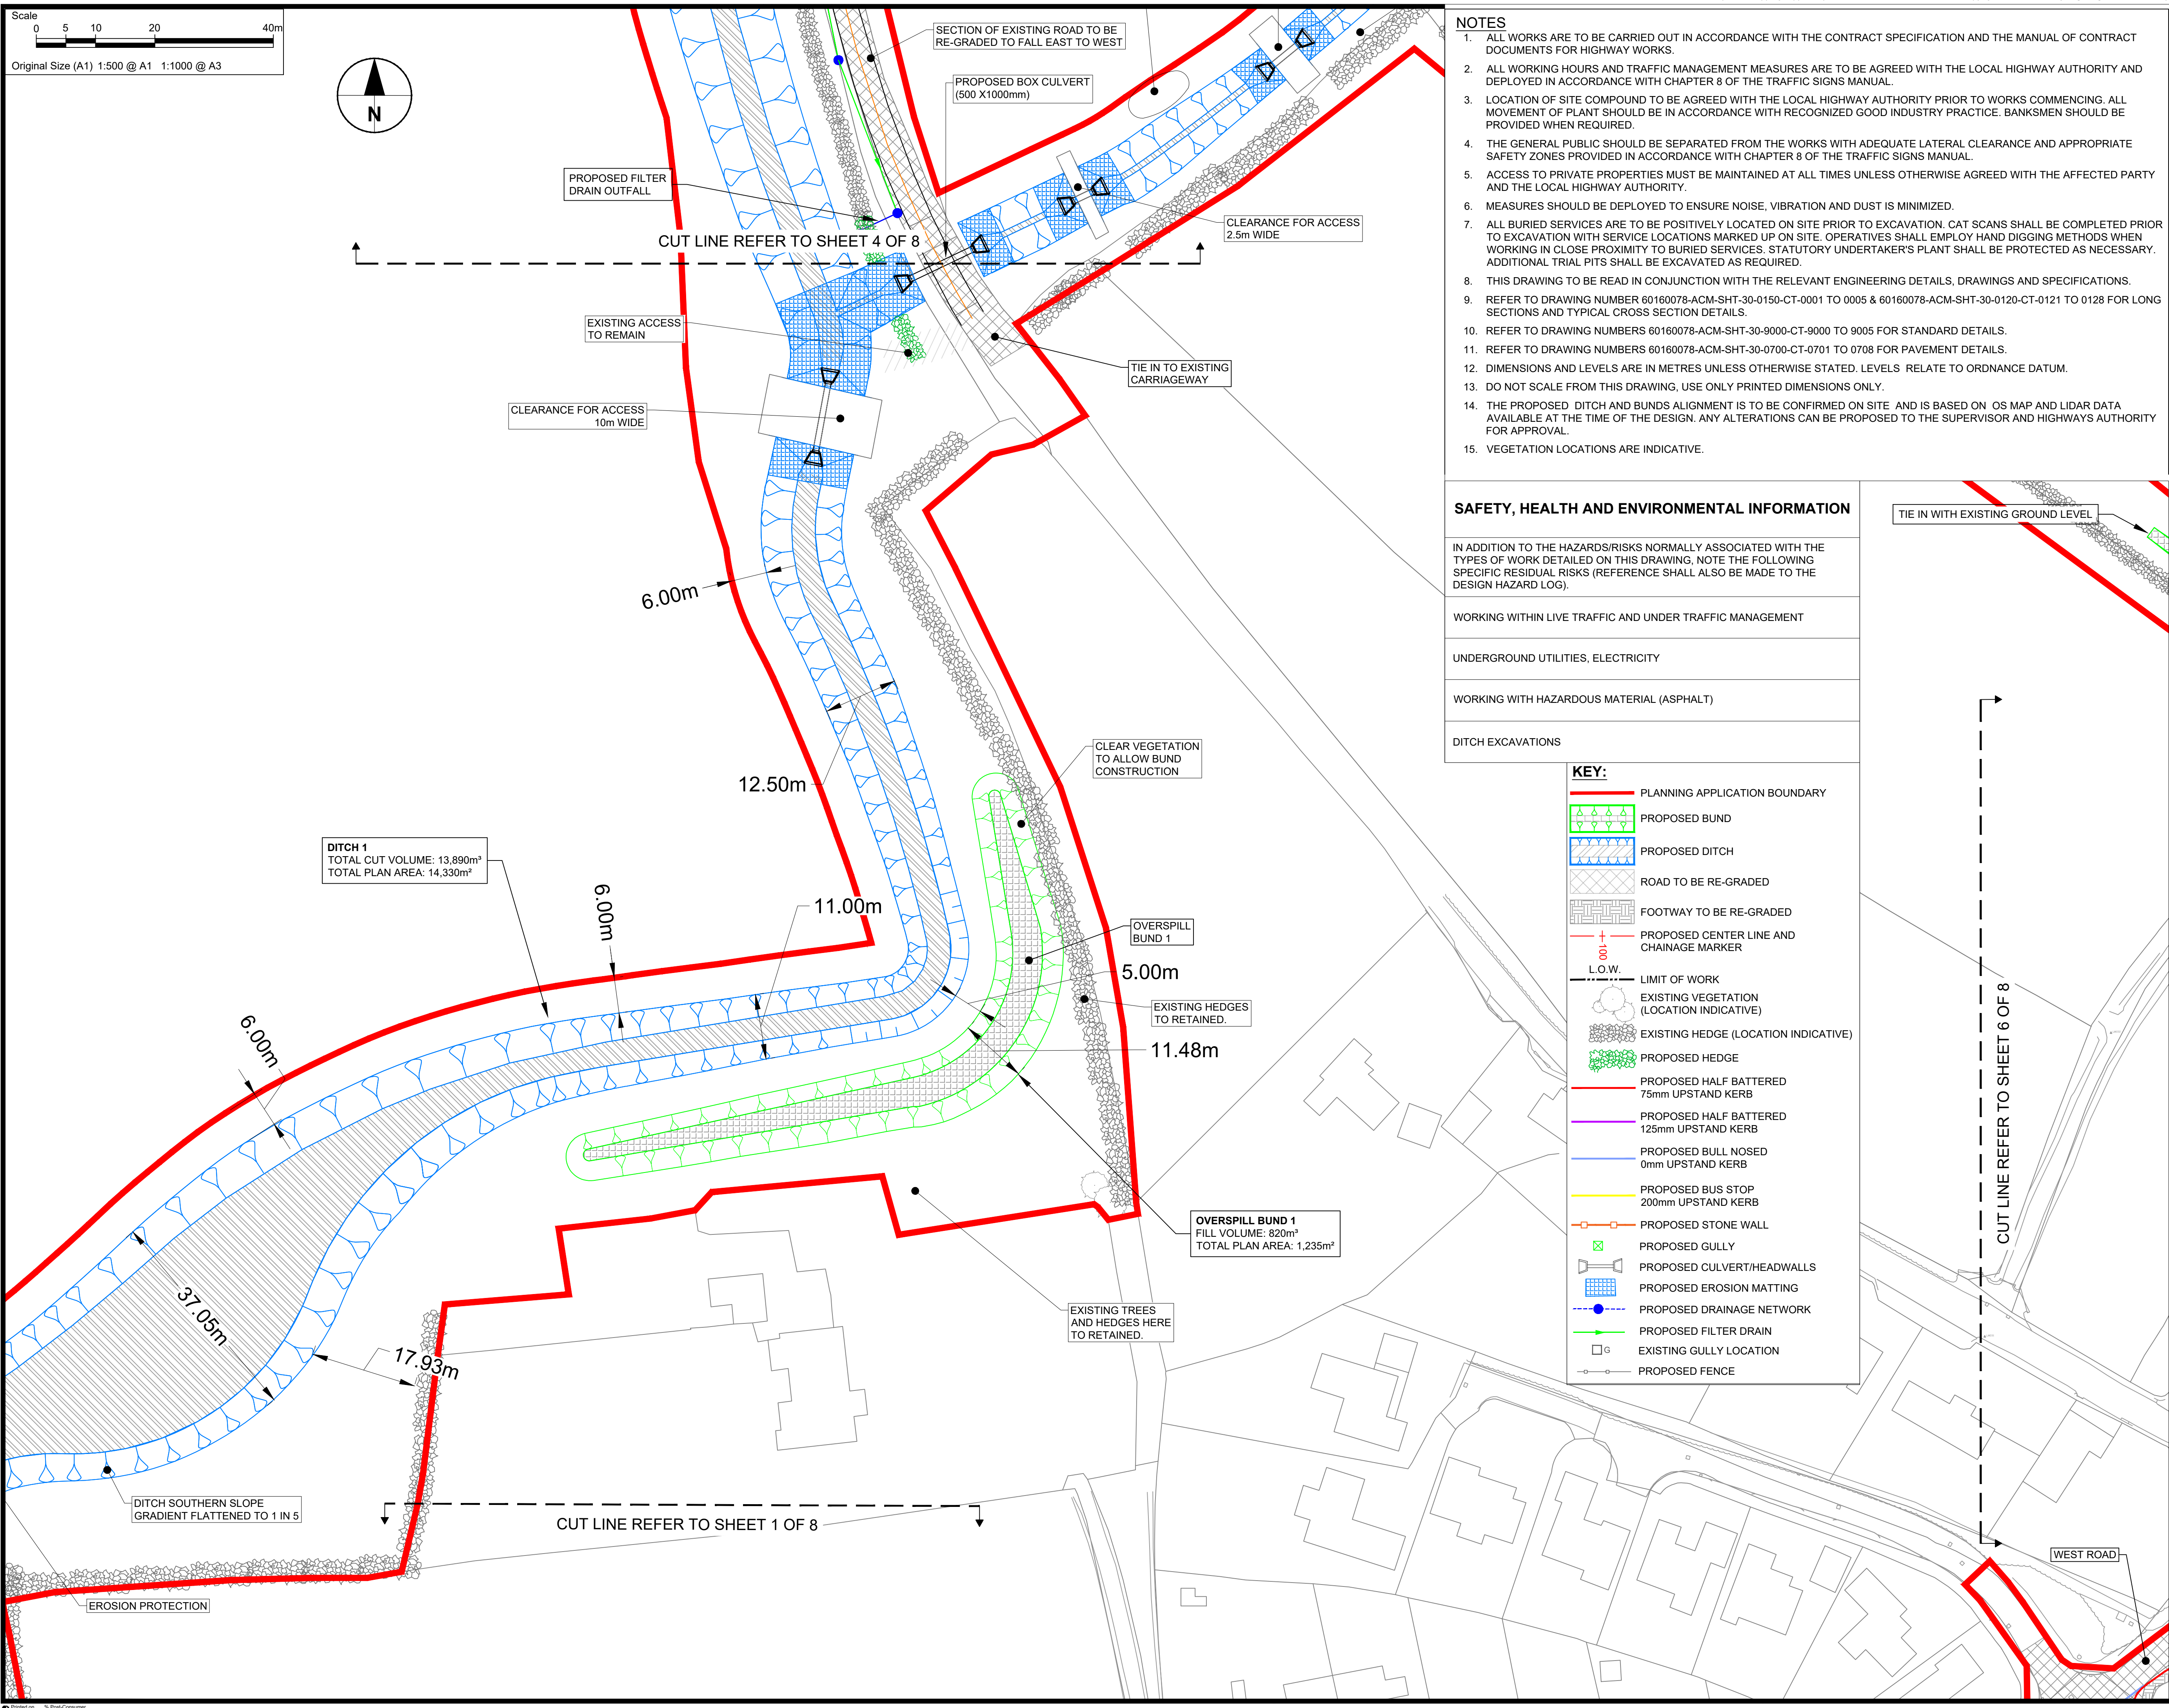 Scale
0 5 10 20 40m
Original Size (A1) 1:500 @ A1 1:1000 @ A3
N
SECTION OF EXISTING ROAD TO BE
RE-GRADED TO FALL EAST TO WEST
PROPOSED BOX CULVERT
(500 X1000mm)
PROPOSED FILTER
DRAIN OUTFALL
CLEARANCE FOR ACCESS
2.5m WIDE
CUT LINE REFER TO SHEET 4 OF 8
EXISTING ACCESS
TO REMAIN
TIE IN TO EXISTING
CARRIAGEWAY
CLEARANCE FOR ACCESS
10m WIDE
6.00m
12.50m
CLEAR VEGETATION
TO ALLOW BUND
CONSTRUCTION
DITCH 1
TOTAL CUT VOLUME: 13,890m³
TOTAL PLAN AREA: 14,330m²
6.00m
11.00m
OVERSPILL
BUND 1
5.00m
EXISTING HEDGES
TO RETAINED.
6.00m
11.48m
OVERSPILL BUND 1
FILL VOLUME: 820m³
TOTAL PLAN AREA: 1,235m²
37.05m
17.93m
EXISTING TREES
AND HEDGES HERE
TO RETAINED.
DITCH SOUTHERN SLOPE
GRADIENT FLATTENED TO 1 IN 5
CUT LINE REFER TO SHEET 1 OF 8
EROSION PROTECTION
NOTES
1. ALL WORKS ARE TO BE CARRIED OUT IN ACCORDANCE WITH THE CONTRACT SPECIFICATION AND THE MANUAL OF CONTRACT
DOCUMENTS FOR HIGHWAY WORKS.
2. ALL WORKING HOURS AND TRAFFIC MANAGEMENT MEASURES ARE TO BE AGREED WITH THE LOCAL HIGHWAY AUTHORITY AND
DEPLOYED IN ACCORDANCE WITH CHAPTER 8 OF THE TRAFFIC SIGNS MANUAL.
3. LOCATION OF SITE COMPOUND TO BE AGREED WITH THE LOCAL HIGHWAY AUTHORITY PRIOR TO WORKS COMMENCING. ALL
MOVEMENT OF PLANT SHOULD BE IN ACCORDANCE WITH RECOGNIZED GOOD INDUSTRY PRACTICE. BANKSMEN SHOULD BE
PROVIDED WHEN REQUIRED.
4. THE GENERAL PUBLIC SHOULD BE SEPARATED FROM THE WORKS WITH ADEQUATE LATERAL CLEARANCE AND APPROPRIATE
SAFETY ZONES PROVIDED IN ACCORDANCE WITH CHAPTER 8 OF THE TRAFFIC SIGNS MANUAL.
5. ACCESS TO PRIVATE PROPERTIES MUST BE MAINTAINED AT ALL TIMES UNLESS OTHERWISE AGREED WITH THE AFFECTED PARTY
AND THE LOCAL HIGHWAY AUTHORITY.
6. MEASURES SHOULD BE DEPLOYED TO ENSURE NOISE, VIBRATION AND DUST IS MINIMIZED.
7. ALL BURIED SERVICES ARE TO BE POSITIVELY LOCATED ON SITE PRIOR TO EXCAVATION. CAT SCANS SHALL BE COMPLETED PRIOR
TO EXCAVATION WITH SERVICE LOCATIONS MARKED UP ON SITE. OPERATIVES SHALL EMPLOY HAND DIGGING METHODS WHEN
WORKING IN CLOSE PROXIMITY TO BURIED SERVICES. STATUTORY UNDERTAKER'S PLANT SHALL BE PROTECTED AS NECESSARY.
ADDITIONAL TRIAL PITS SHALL BE EXCAVATED AS REQUIRED.
8. THIS DRAWING TO BE READ IN CONJUNCTION WITH THE RELEVANT ENGINEERING DETAILS, DRAWINGS AND SPECIFICATIONS.
9. REFER TO DRAWING NUMBER 60160078-ACM-SHT-30-0150-CT-0001 TO 0005 & 60160078-ACM-SHT-30-0120-CT-0121 TO 0128 FOR LONG
SECTIONS AND TYPICAL CROSS SECTION DETAILS.
10. REFER TO DRAWING NUMBERS 60160078-ACM-SHT-30-9000-CT-9000 TO 9005 FOR STANDARD DETAILS.
11. REFER TO DRAWING NUMBERS 60160078-ACM-SHT-30-0700-CT-0701 TO 0708 FOR PAVEMENT DETAILS.
12. DIMENSIONS AND LEVELS ARE IN METRES UNLESS OTHERWISE STATED. LEVELS RELATE TO ORDNANCE DATUM.
13. DO NOT SCALE FROM THIS DRAWING, USE ONLY PRINTED DIMENSIONS ONLY.
14. THE PROPOSED DITCH AND BUNDS ALIGNMENT IS TO BE CONFIRMED ON SITE AND IS BASED ON OS MAP AND LIDAR DATA
AVAILABLE AT THE TIME OF THE DESIGN. ANY ALTERATIONS CAN BE PROPOSED TO THE SUPERVISOR AND HIGHWAYS AUTHORITY
FOR APPROVAL.
15. VEGETATION LOCATIONS ARE INDICATIVE.
SAFETY, HEALTH AND ENVIRONMENTAL INFORMATION
IN ADDITION TO THE HAZARDS/RISKS NORMALLY ASSOCIATED WITH THE
TYPES OF WORK DETAILED ON THIS DRAWING, NOTE THE FOLLOWING
SPECIFIC RESIDUAL RISKS (REFERENCE SHALL ALSO BE MADE TO THE
DESIGN HAZARD LOG).
WORKING WITHIN LIVE TRAFFIC AND UNDER TRAFFIC MANAGEMENT
UNDERGROUND UTILITIES, ELECTRICITY
WORKING WITH HAZARDOUS MATERIAL (ASPHALT)
DITCH EXCAVATIONS
TIE IN WITH EXISTING GROUND LEVEL
KEY:
PLANNING APPLICATION BOUNDARY
PROPOSED BUND
PROPOSED DITCH
ROAD TO BE RE-GRADED
FOOTWAY TO BE RE-GRADED
100
PROPOSED CENTER LINE AND
CHAINAGE MARKER
L.O.W.
LIMIT OF WORK
EXISTING VEGETATION
(LOCATION INDICATIVE)
EXISTING HEDGE (LOCATION INDICATIVE)
PROPOSED HEDGE
PROPOSED HALF BATTERED
75mm UPSTAND KERB
PROPOSED HALF BATTERED
125mm UPSTAND KERB
PROPOSED BULL NOSED
0mm UPSTAND KERB
PROPOSED BUS STOP
200mm UPSTAND KERB
PROPOSED STONE WALL
PROPOSED GULLY
PROPOSED CULVERT/HEADWALLS
PROPOSED EROSION MATTING
PROPOSED DRAINAGE NETWORK
PROPOSED FILTER DRAIN
G EXISTING GULLY LOCATION
PROPOSED FENCE
CUT LINE REFER TO SHEET 6 OF 8
WEST ROAD
Printed on % Post-Consumer